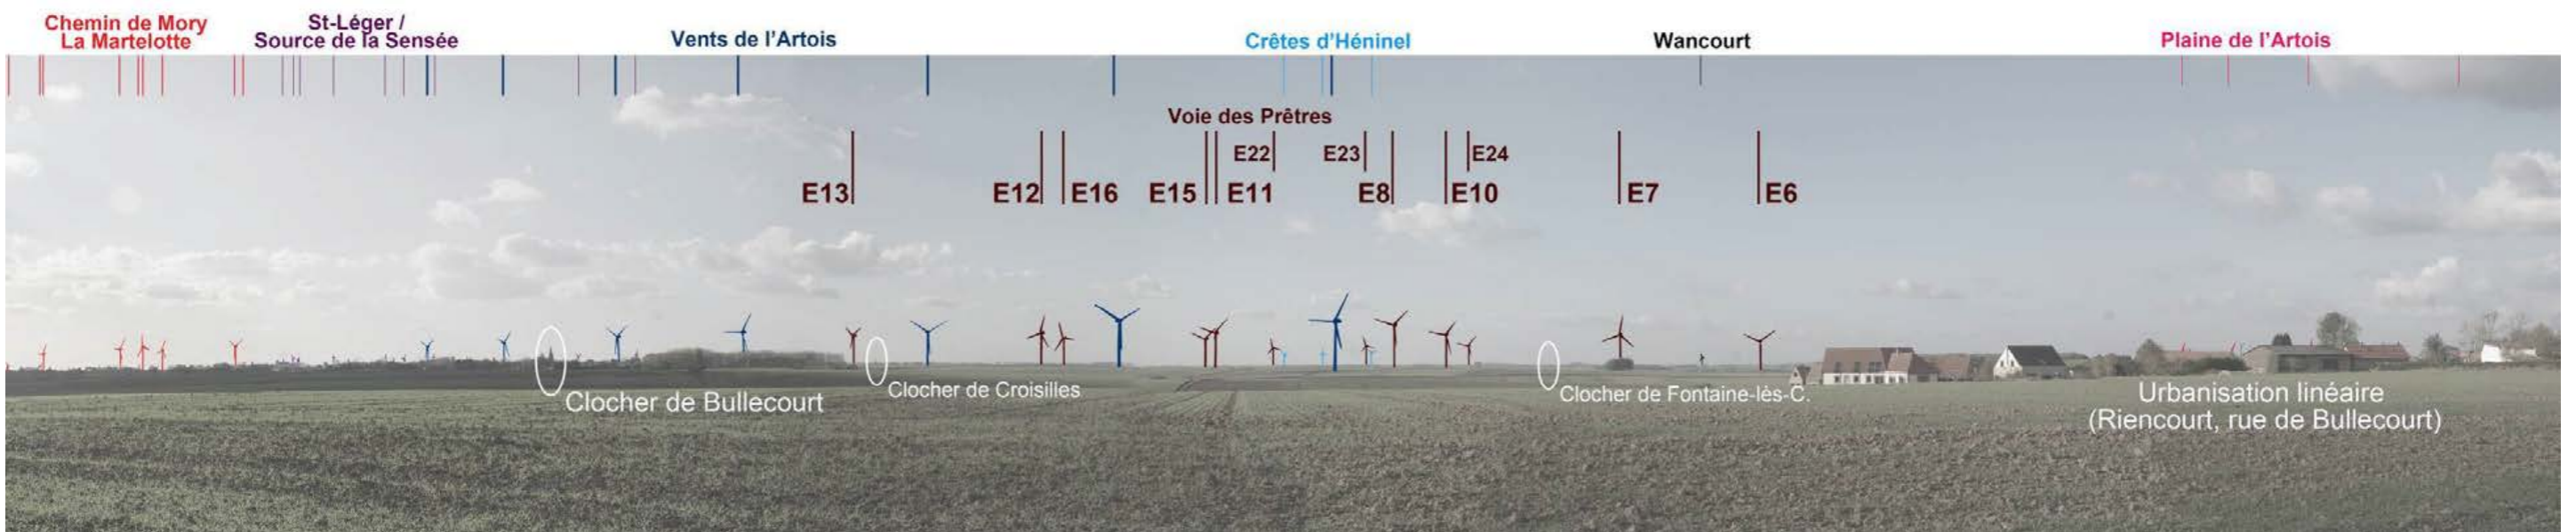 Chemin de Mory
La Martelotte
St-Léger /
Source de la Sensée
Vents de l'Artois
Crêtes d'Héninel
Wancourt
Plaine de l'Artois
Voie des Prêtres
E22 E23 E24
E13 E12 E16 E15 E11 E8 E10 E7 E6
Clocher de Bullecourt
Clocher de Croisilles
Clocher de Fontaine-lès-C.
Urbanisation linéaire
(Riencourt, rue de Bullecourt)